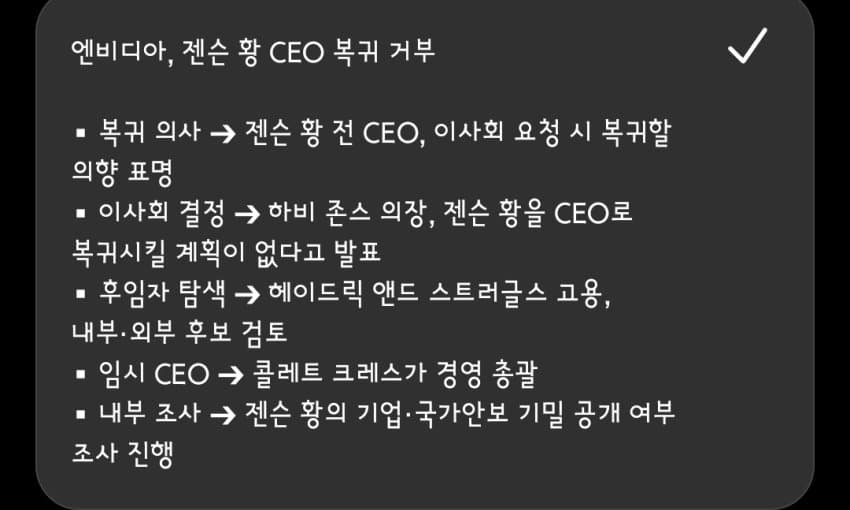 엔비디아, 젠슨 황 CEO 복귀 거부
▪ 복귀 의사 → 젠슨 황 전 CEO, 이사회 요청 시 복귀할
의향 표명
▪ 이사회 결정 → 하비 존스 의장, 젠슨 황을 CEO로
복귀시킬 계획이 없다고 발표
▪ 후임자 탐색 → 헤이드릭 앤드 스트러글스 고용,
내부·외부 후보 검토
▪ 임시 CEO → 콜레트 크레스가 경영 총괄
▪ 내부 조사 → 젠슨 황의 기업·국가안보 기밀 공개 여부
조사 진행